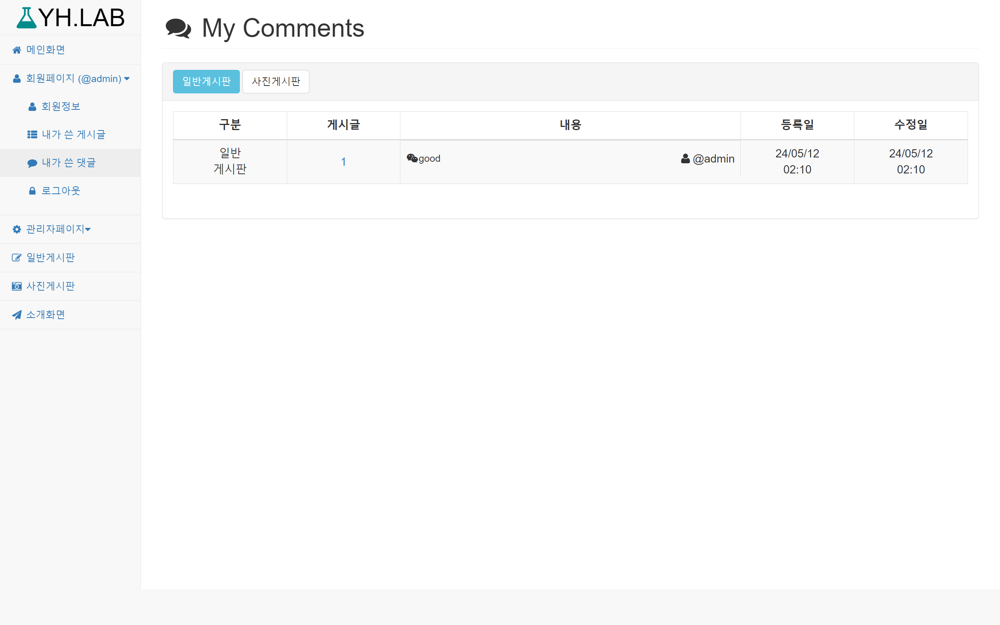 YH.LAB
메인화면
회원페이지 (@admin)
회원정보
내가 쓴 게시글
내가 쓴 댓글
로그아웃
관리자페이지
일반게시판
사진게시판
소개화면
My Comments
일반게시판 사진게시판
구분 게시글 내용 등록일 수정일
일반
게시판
1
good
@admin
24/05/12
02:10
24/05/12
02:10